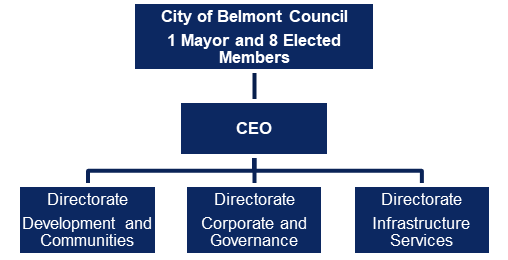 City of Belmont Council
1 Mayor and 8 Elected
Members
CEO
Directorate
Development and
Communities
Directorate
Corporate and
Governance
Directorate
Infrastructure
Services